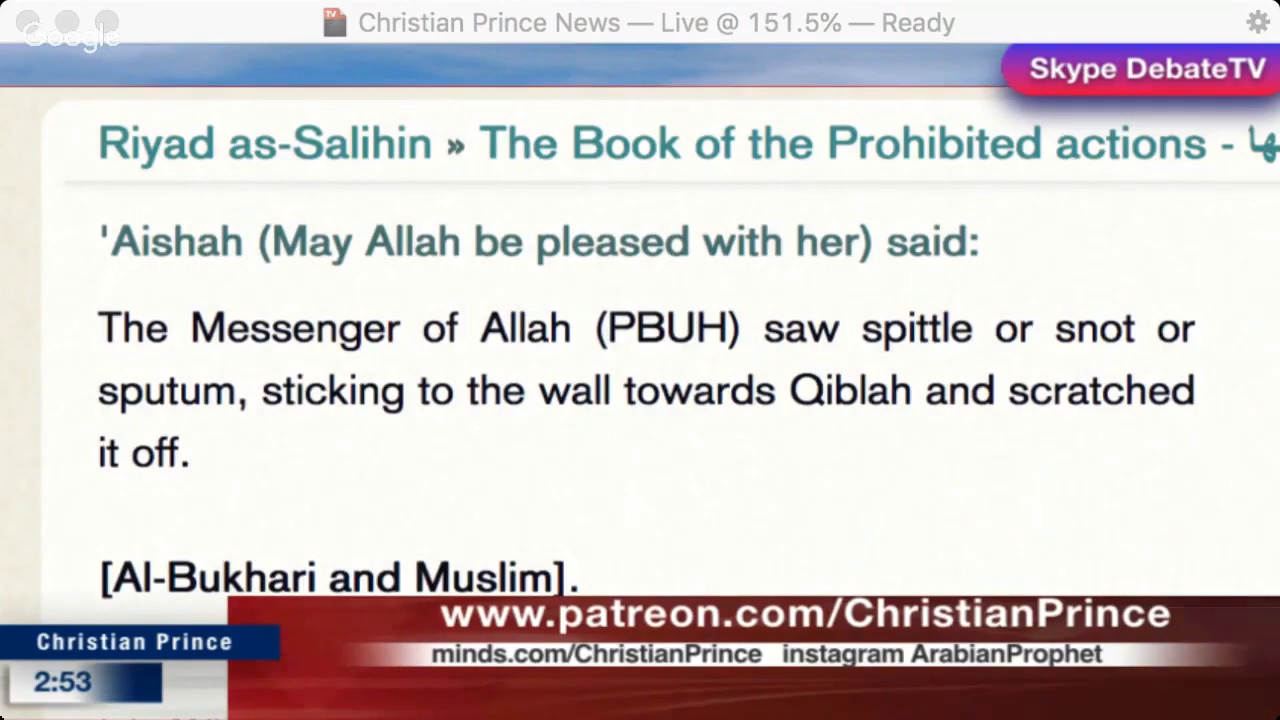 Christian Prince News — Live @ 151.5% — Ready
TV
Google
Skype DebateTV
Riyad as-Salihin » The Book of the Prohibited actions -
'Aishah (May Allah be pleased with her) said:
The Messenger of Allah (PBUH) saw spittle or snot or
sputum, sticking to the wall towards Qiblah and scratched
it off.
[Al-Bukhari and Muslim].
www.patreon.com/ChristianPrince
Christian Prince
minds.com/ChristianPrince instagram ArabianProphet
2:53